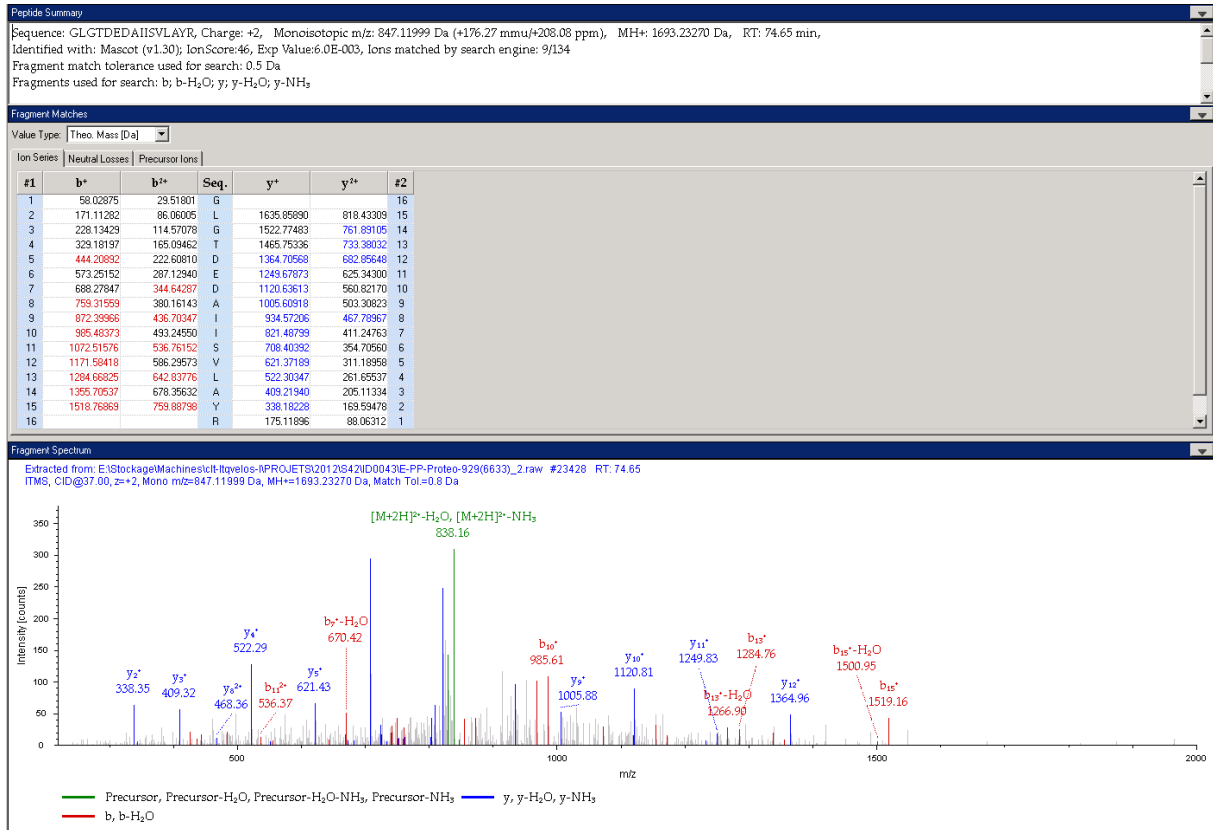 Peptide Summary
Sequence: GLGTDEDAIISVLAYR, Charge: +2, Monoisotopic m/z: 847.11999 Da (+176.27 mmu/+208.08 ppm), MH+: 1693.23270 Da, RT: 74.65 min,
Identified with: Mascot (v1.30); IonScore:46, Exp Value:6.0E-003, Ions matched by search engine: 9/134
Fragment match tolerance used for search: 0.5 Da
Fragments used for search: b; b-H₂O; y; y-H₂O; y-NH₃
Fragment Matches
Value Type: Theo. Mass [Da]
Ion Series Neutral Losses Precursor Ions
#1 b⁺ b²⁺ Seq. y⁺ y²⁺ #2
1 58.02875 29.51801 G 16
2 171.11282 86.06005 L 1635.85890 818.43309 15
3 228.13429 114.57078 G 1522.77483 761.89105 14
4 329.18197 165.09462 T 1465.75336 733.38032 13
5 444.20892 222.60810 D 1364.70568 682.85648 12
6 573.25152 287.12940 E 1249.67873 625.34300 11
7 688.27847 344.64287 D 1120.63613 560.82170 10
8 759.31559 380.16143 A 1005.60918 503.30823 9
9 872.39966 436.70347 I 934.57206 467.78967 8
10 985.48373 493.24550 I 821.48799 411.24763 7
11 1072.51576 536.76152 S 708.40392 354.70560 6
12 1171.58418 586.29573 V 621.37189 311.18958 5
13 1284.66825 642.83776 L 522.30347 261.65537 4
14 1355.70537 678.35632 A 409.21940 205.11334 3
15 1518.76869 759.88798 Y 338.18228 169.59478 2
16 R 175.11896 88.06312 1
Fragment Spectrum
Extracted from: E:\Stockage\Machines\clt-ltqvelos-I\PROJETS\2012\S42\ID0043\E-PP-Proteo-929(6633)_2.raw #23428 RT: 74.65
ITMS, CID@37.00, z=+2, Mono m/z=847.11999 Da, MH+=1693.23270 Da, Match Tol.=0.8 Da
[M+2H]²⁺-H₂O, [M+2H]²⁺-NH₃
838.16
y₂⁺
338.35
y₃⁺
409.32
y₈²⁺
468.36
y₄⁺
522.29
b₁₁²⁺
536.37
y₅⁺
621.43
b₇⁺-H₂O
670.42
b₁₀⁺
985.61
y₉⁺
1005.88
y₁₀⁺
1120.81
y₁₁⁺
1249.83
b₁₃⁺-H₂O
1266.90
b₁₃⁺
1284.76
y₁₂⁺
1364.96
b₁₅⁺-H₂O
1500.95
b₁₅⁺
1519.16
Intensity [counts]
350
300
250
200
150
100
50
0
500 1000 1500 2000
m/z
Precursor, Precursor-H₂O, Precursor-H₂O-NH₃, Precursor-NH₃ y, y-H₂O, y-NH₃
b, b-H₂O